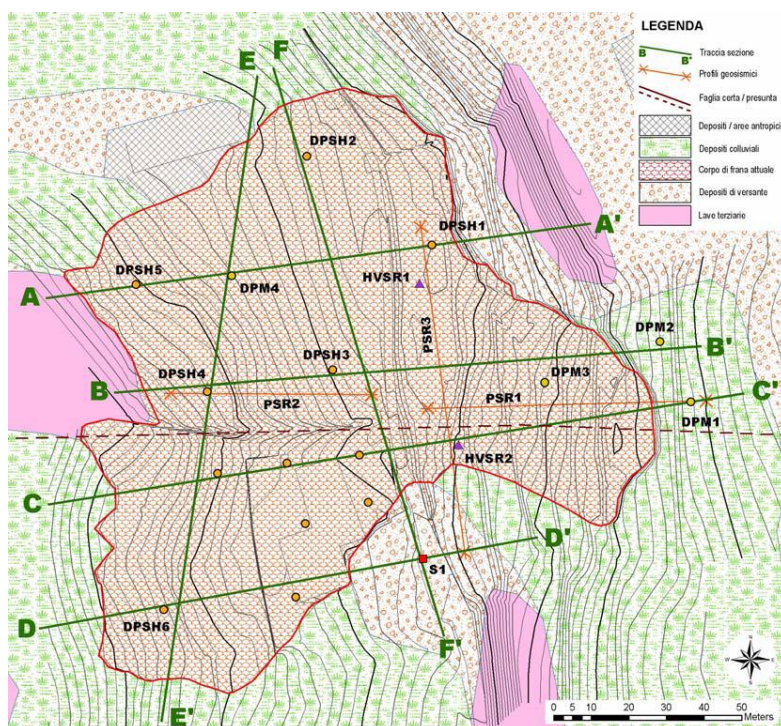 LEGENDA
B B' Traccia sezione
Profili geosismici
Faglia certa / presunta
Depositi / aree antropici
Depositi colluviali
Corpo di frana attuale
Depositi di versante
Lave terziarie
F
E
DPSH2
A'
DPSH1
DPSH5
DPM4
HVSR1
A
PSR3
DPM2
B'
DPSH3
DPSH4
DPM3
C'
B
PSR2
PSR1
DPM1
HVSR2
C
D'
S1
D
DPSH6
F'
E'
N
W E
S
0 5 10 20 30 40 50
Meters